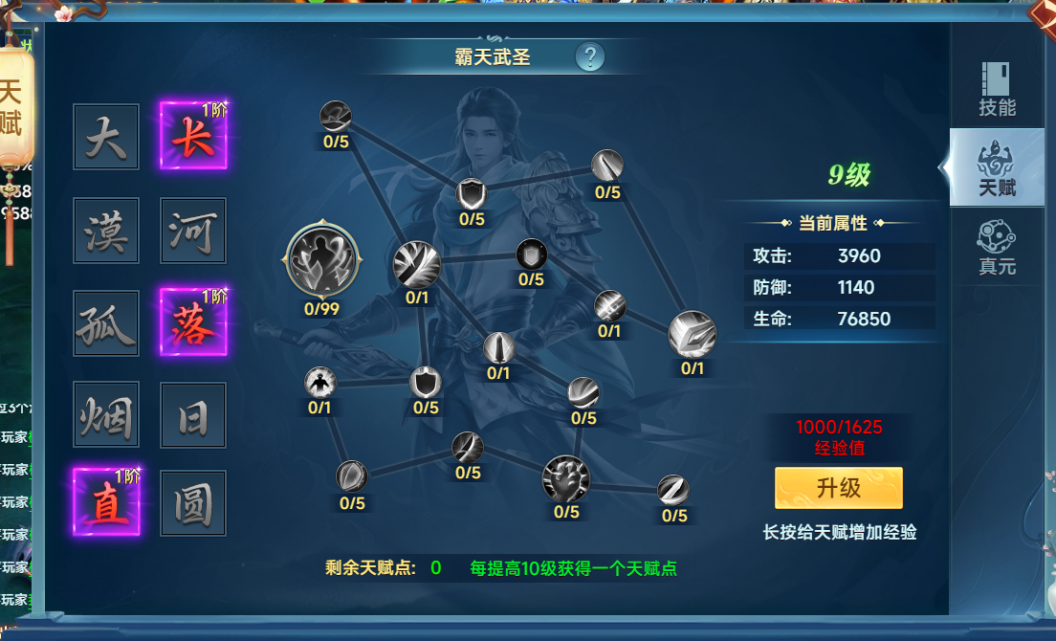 天赋
霸天武圣
?
大
长
1阶
漠
河
孤
落
1阶
烟
日
直
1阶
圆
0/5
0/5
0/5
0/99
0/1
0/5
0/1
0/1
0/1
0/1
0/5
0/5
0/5
0/5
0/5
0/5
剩余天赋点: 0 每提高10级获得一个天赋点
9级
当前属性
攻击: 3960
防御: 1140
生命: 76850
1000/1625
经验值
升级
长按给天赋增加经验
技能
天赋
真元
玩家
玩家
玩家
玩家
玩家
玩家